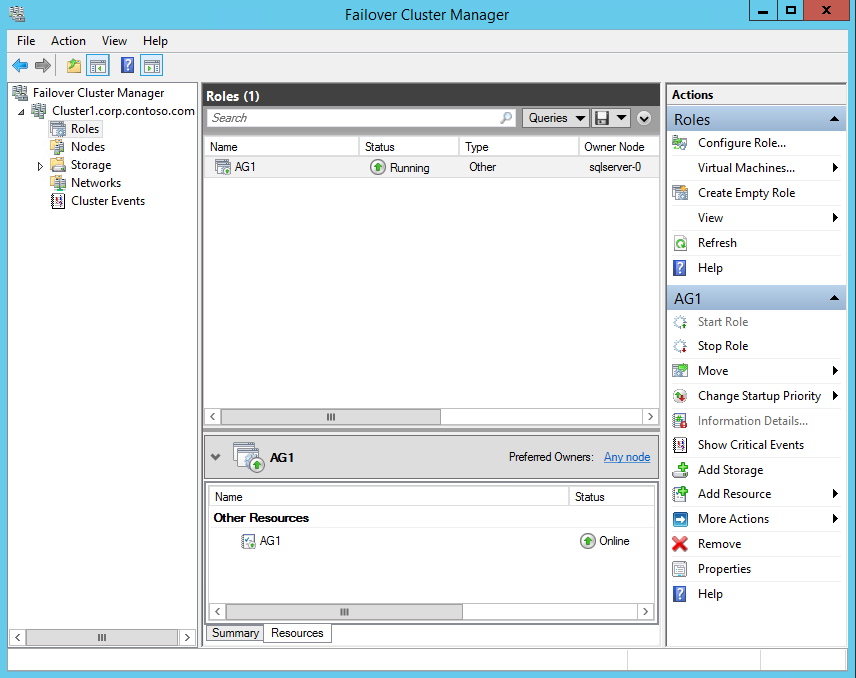 Failover Cluster Manager
File Action View Help
Failover Cluster Manager
Cluster1.corp.contoso.com
Roles
Nodes
Storage
Networks
Cluster Events
Roles (1)
Search
Queries
Name Status Type Owner Node
AG1 Running Other sqlserver-0
AG1
Preferred Owners: Any node
Name Status
Other Resources
AG1 Online
Summary Resources
Actions
Roles
Configure Role...
Virtual Machines...
Create Empty Role
View
Refresh
Help
AG1
Start Role
Stop Role
Move
Change Startup Priority
Information Details...
Show Critical Events
Add Storage
Add Resource
More Actions
Remove
Properties
Help